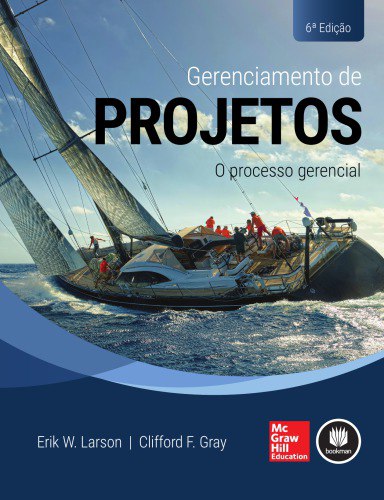 6ª Edição
Gerenciamento de
PROJETOS
O processo gerencial
Erik W. Larson | Clifford F. Gray
Mc
Graw
Hill
Education
bookman